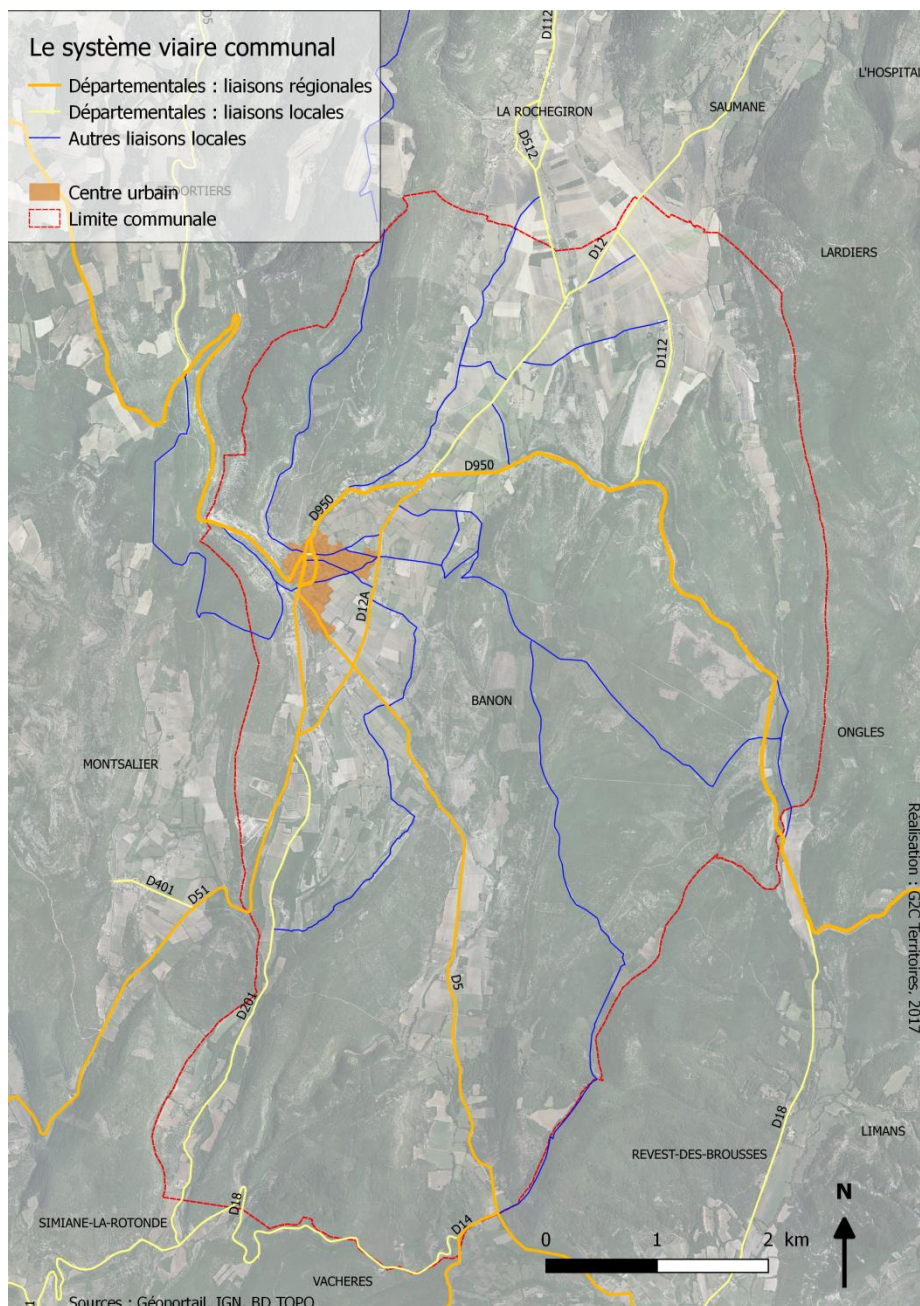 D5
D112
Le système viaire communal
Départementales : liaisons régionales
Départementales : liaisons locales
Autres liaisons locales
Centre urbain
Limite communale
L'HOSPITAL
SAUMANE
LA ROCHEGIRON
D512
LARDIERS
D12
D112
D950
D950
D12A
BANON
ONGLES
MONTSALIER
D401
D51
D5
D201
Réalisation : G2C Territoires, 2017
D18
LIMANS
REVEST-DES-BROUSSES
N
SIMIANE-LA-ROTONDE
D18
D14
0 1 2 km
VACHERES
Sources : Géoportail, IGN, BD TOPO